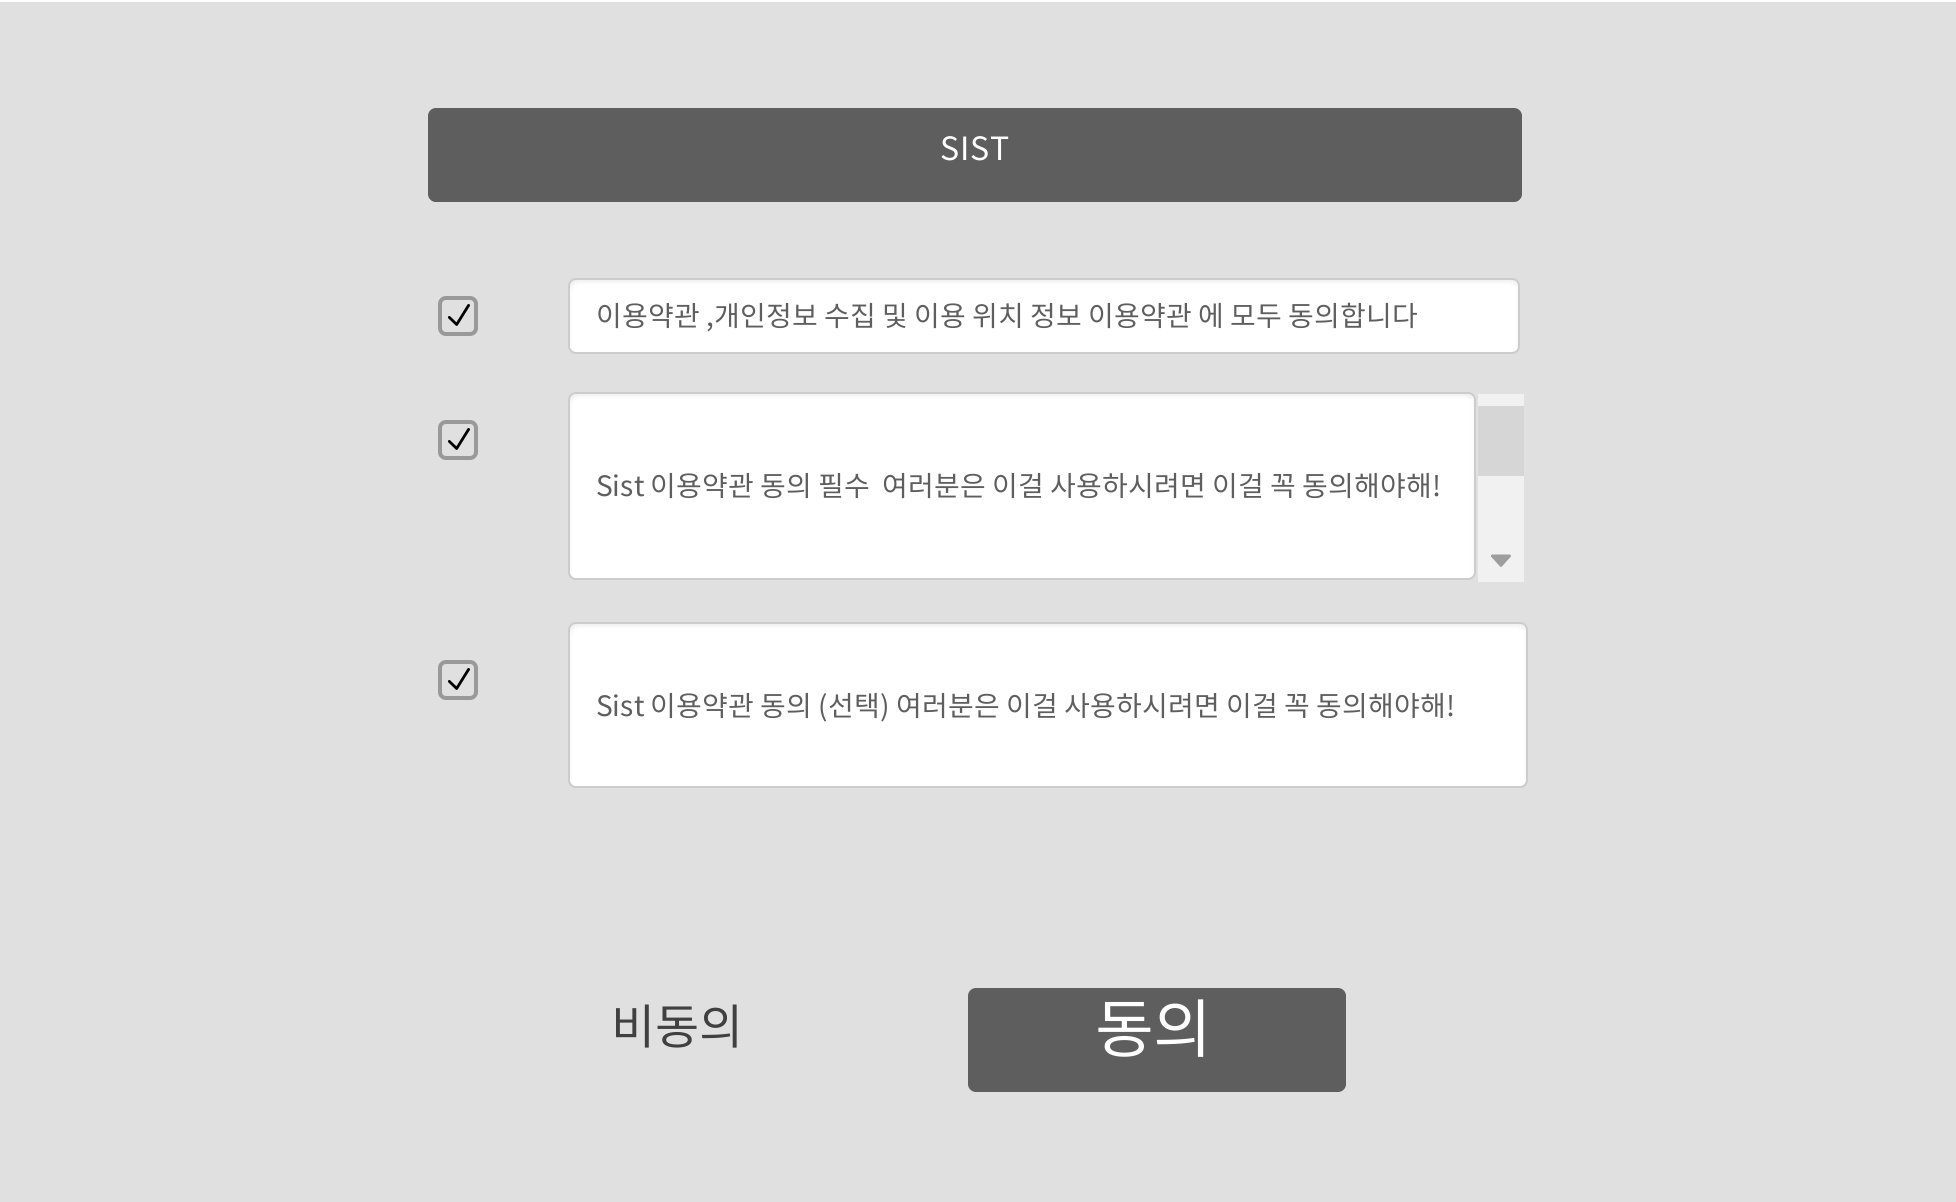 SIST
이용약관 ,개인정보 수집 및 이용 위치 정보 이용약관 에 모두 동의합니다
Sist 이용약관 동의 필수  여러분은 이걸 사용하시려면 이걸 꼭 동의해야해!
Sist 이용약관 동의 (선택) 여러분은 이걸 사용하시려면 이걸 꼭 동의해야해!
비동의 동의